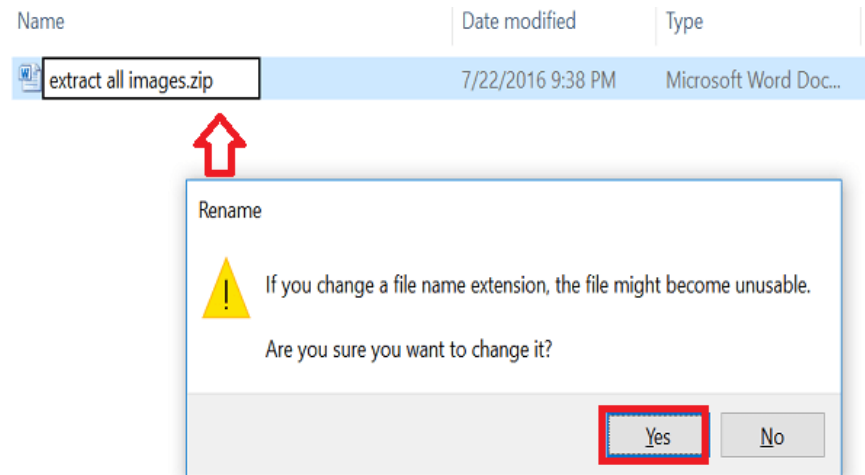 Name Date modified Type
extract all images.zip 7/22/2016 9:38 PM Microsoft Word Doc...
Rename
If you change a file name extension, the file might become unusable.
Are you sure you want to change it?
Yes No